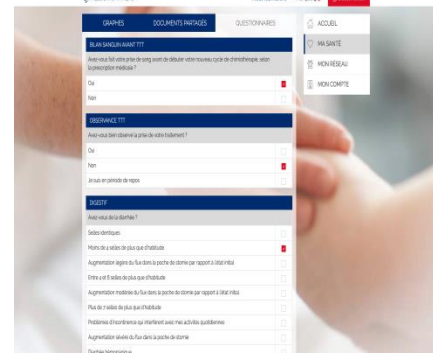 GRAPHES
DOCUMENTS PARTAGÉS
QUESTIONNAIRES
ACCUEIL
MA SANTÉ
MON RÉSEAU
MON COMPTE
BILAN SANGUIN AVANT TTT
Avez-vous fait votre prise de sang avant de débuter votre nouveau cycle de chimiothérapie, selon
la prescription médicale ?
Oui
Non
OBSERVANCE TTT
Avez-vous bien observé la prise de votre traitement ?
Oui
Non
Je suis en période de repos
DIGESTIF
Avez-vous de la diarrhée ?
Selles identiques
Moins de 4 selles de plus que d'habitude
Augmentation légère du flux dans la poche de stomie par rapport à l'état initial
Entre 4 et 6 selles de plus que d'habitude
Augmentation modérée du flux dans la poche de stomie par rapport à l'état initial
Plus de 7 selles de plus que d'habitude
Problèmes d'incontinence qui interfèrent avec mes activités quotidiennes
Augmentation sévère du flux dans la poche de stomie
Diarrhée hémorragique